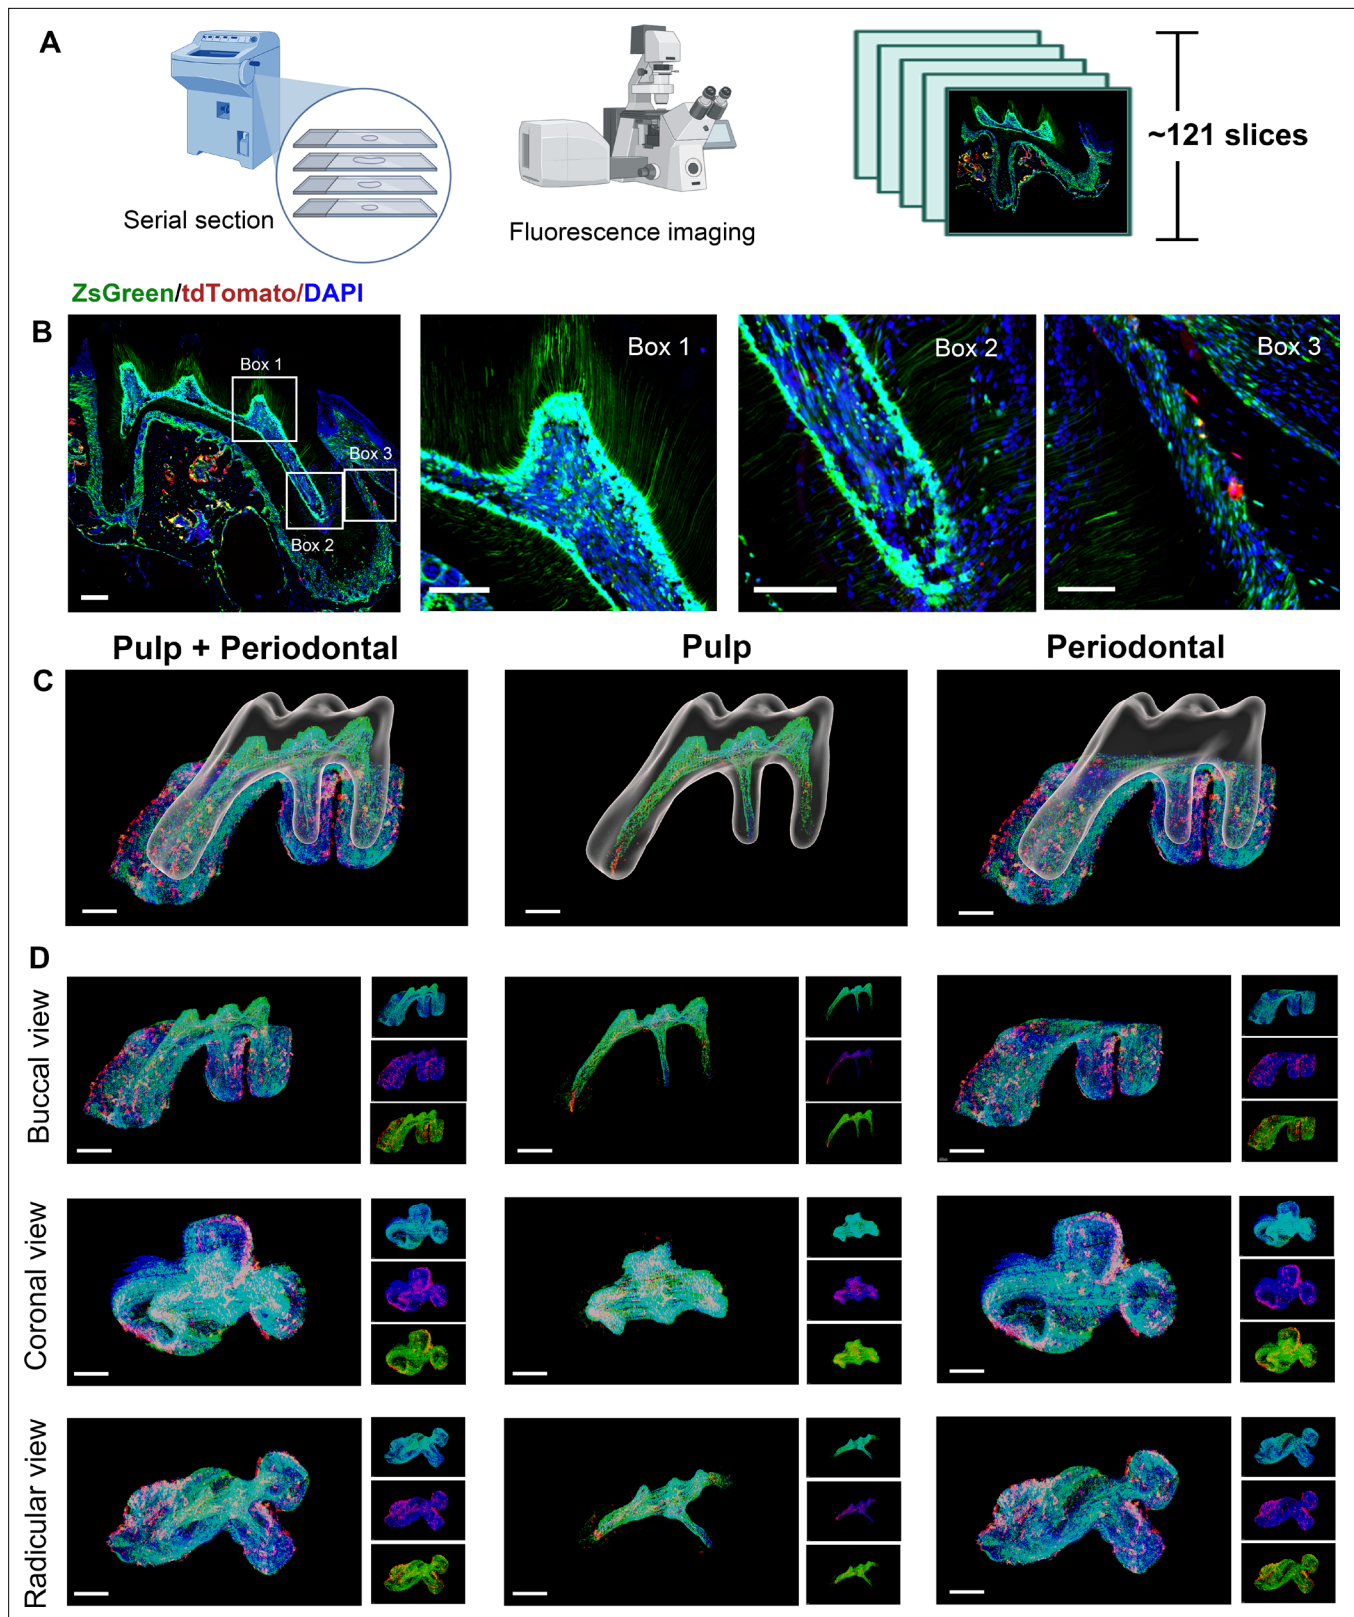 A
Serial section
Fluorescence imaging
~121 slices
ZsGreen/tdTomato/DAPI
B
Box 1
Box 2
Box 3
Box 1
Box 2
Box 3
Pulp + Periodontal
Pulp
Periodontal
C
D
Buccal view
Coronal view
Radicular view